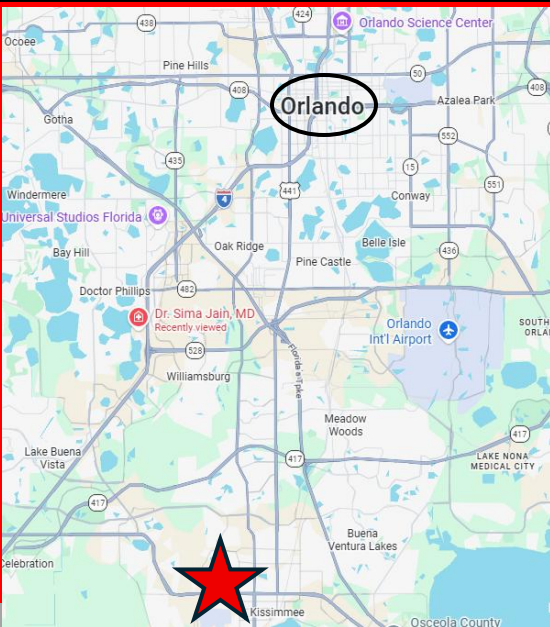 424
438
Orlando Science Center
Ocoee
Pine Hills
50
408
Orlando
Azalea Park
408
Gotha
552
435
15
551
441
4
Windermere
Conway
Universal Studios Florida
Belle Isle
Oak Ridge
Bay Hill
436
Pine Castle
Doctor Phillips
482
Dr. Sima Jain, MD
Recently viewed
Orlando
Int'l Airport
SOUTH
ORLA
528
Florida's Tpke
Williamsburg
Meadow
Woods
417
Lake Buena
Vista
417
LAKE NONA
MEDICAL CITY
417
Buena
Ventura Lakes
Celebration
Kissimmee
Osceola County